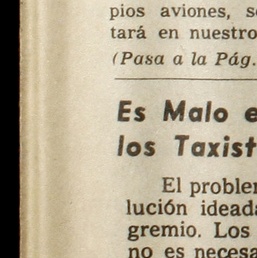 pios aviones, s
tará en nuestro
(Pasa a la Pág.
Es Malo e
los Taxist
El problem
lución ideada
gremio. Los
no es necesa